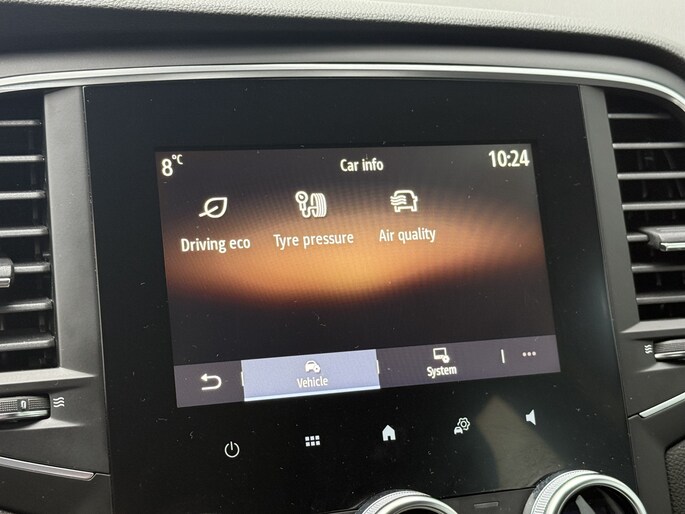 8°C Car info 10:24
Driving eco Tyre pressure Air quality
Vehicle System